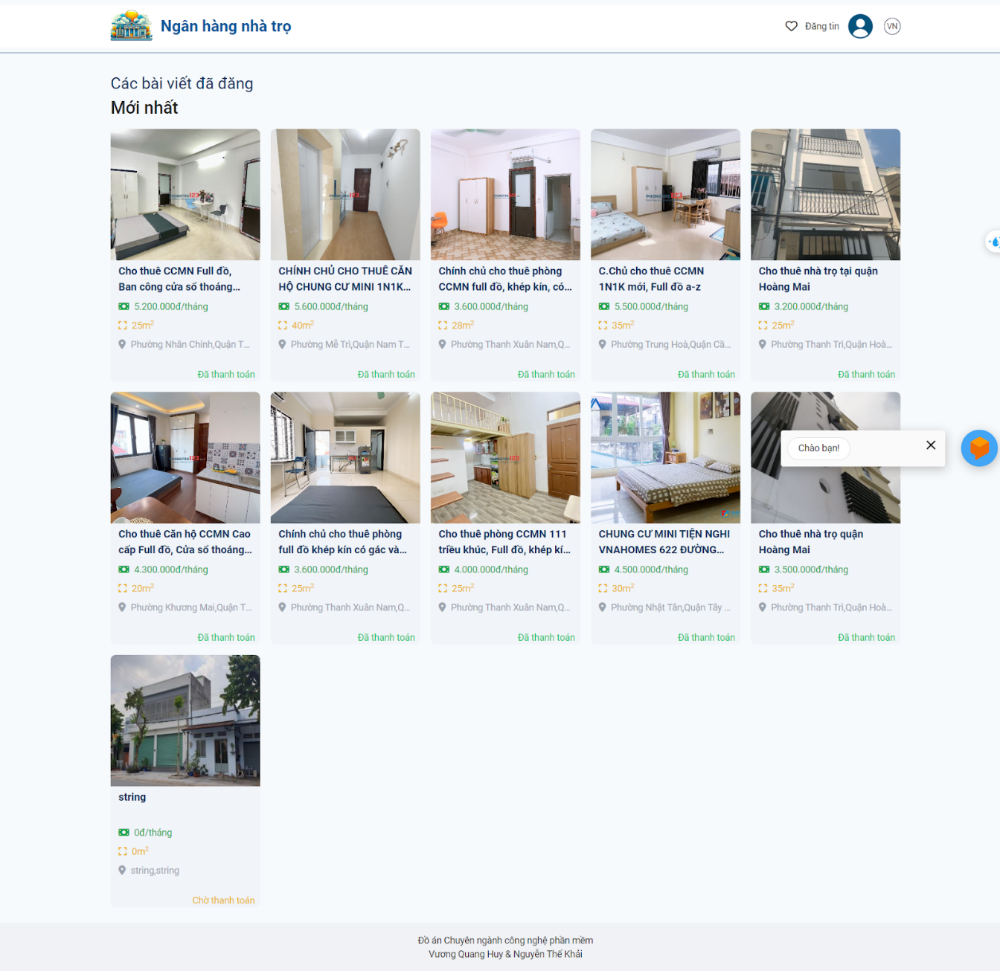 Ngân hàng nhà trọ
Đăng tin
VN
Các bài viết đã đăng
Mới nhất
Cho thuê CCMN Full đồ,
Ban công cửa sổ thoáng...
5.200.000đ/tháng
25m²
Phường Nhân Chính,Quận T...
Đã thanh toán
CHÍNH CHỦ CHO THUÊ CĂN
HỘ CHUNG CƯ MINI 1N1K...
5.600.000đ/tháng
40m²
Phường Mễ Trì,Quận Nam T...
Đã thanh toán
Chính chủ cho thuê phòng
CCMN full đồ, khép kín, có...
3.600.000đ/tháng
28m²
Phường Thanh Xuân Nam,Q...
Đã thanh toán
C.Chủ cho thuê CCMN
1N1K mới, Full đồ a-z
5.500.000đ/tháng
35m²
Phường Trung Hoà,Quận Cầ...
Đã thanh toán
Cho thuê nhà trọ tại quận
Hoàng Mai
3.200.000đ/tháng
25m²
Phường Thanh Trì,Quận Hoà...
Đã thanh toán
Cho thuê Căn hộ CCMN Cao
cấp Full đồ, Cửa sổ thoáng...
4.300.000đ/tháng
20m²
Phường Khương Mai,Quận T...
Đã thanh toán
Chính chủ cho thuê phòng
full đồ khép kín có gác và...
3.600.000đ/tháng
25m²
Phường Thanh Xuân Nam,Q...
Đã thanh toán
Cho thuê phòng CCMN 111
triều khúc, Full đồ, khép kí...
4.000.000đ/tháng
25m²
Phường Thanh Xuân Nam,Q...
Đã thanh toán
CHUNG CƯ MINI TIỆN NGHI
VNAHOMES 622 ĐƯỜNG...
4.500.000đ/tháng
30m²
Phường Nhật Tân,Quận Tây ...
Đã thanh toán
Cho thuê nhà trọ quận
Hoàng Mai
3.500.000đ/tháng
35m²
Phường Thanh Trì,Quận Hoà...
Đã thanh toán
Chào bạn!
string
0đ/tháng
0m²
string,string
Chờ thanh toán
Đồ án Chuyên ngành công nghệ phần mềm
Vương Quang Huy & Nguyễn Thế Khải